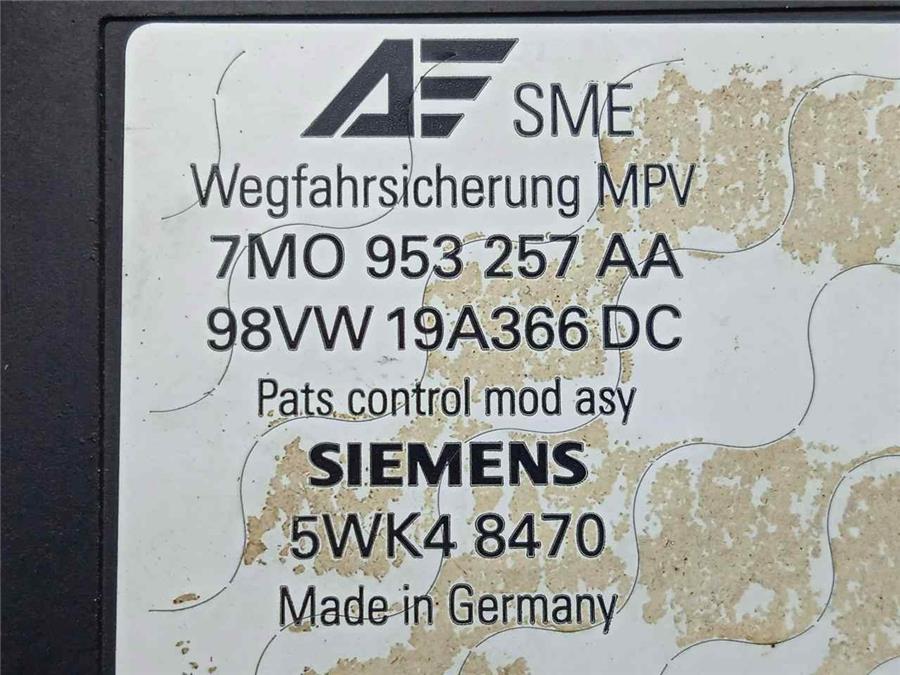 AE SME
Wegfahrsicherung MPV
7MO 953 257 AA
98VW 19A366 DC
Pats control mod asy
SIEMENS
5WK4 8470
Made in Germany